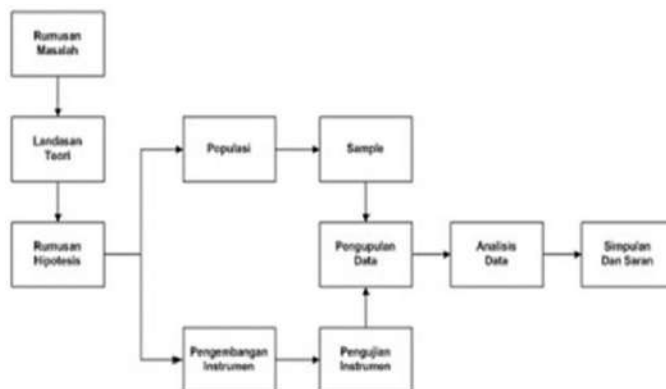 Rumusan
Masalah
Landasan
Teori
Populasi
Sample
Rumusan
Hipotesis
Pengupulan
Data
Analisis
Data
Simpulan
Dan Saran
Pengembangan
Instrumen
Pengujian
Instrumen